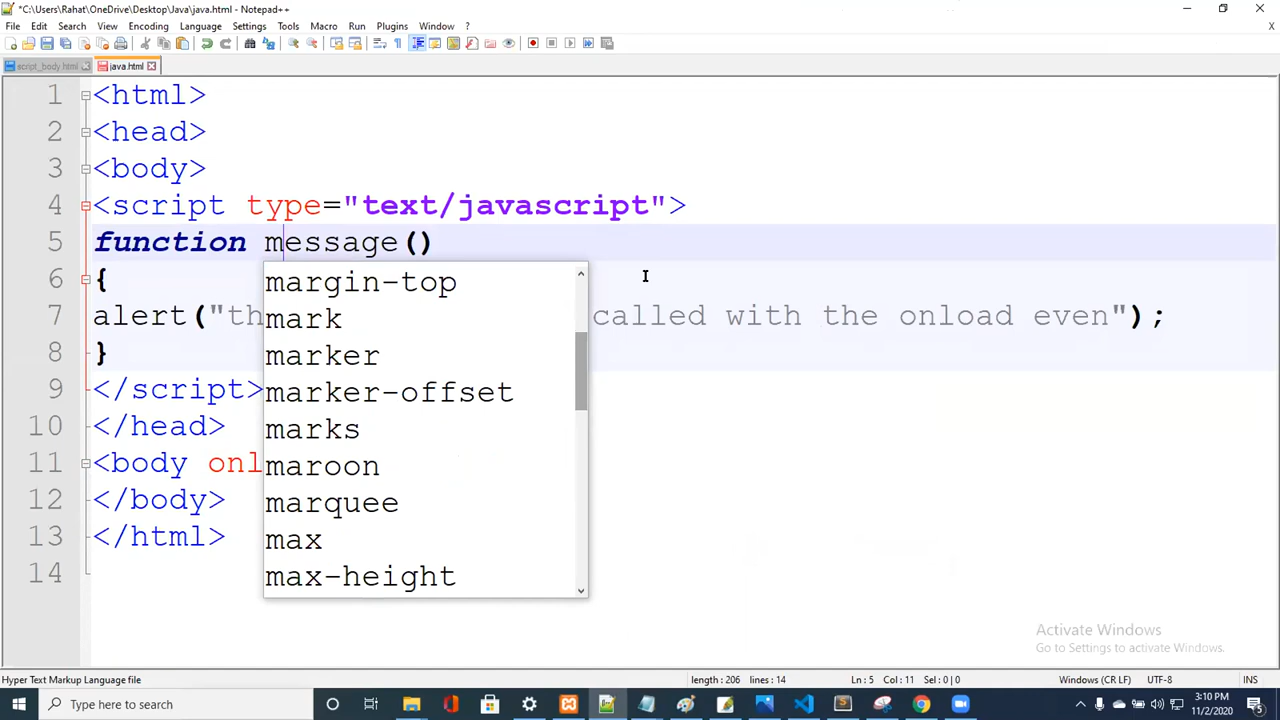 *C:\Users\Rahat\OneDrive\Desktop\Java\java.html - Notepad++
File Edit Search View Encoding Language Settings Tools Macro Run Plugins Window ?
X
script_body.html java.html
1 <html>
2 <head>
3 <body>
4 <script type="text/javascript">
5 function message()
6 {
7 alert("th called with the onload even");
8 }
9 </script>
10 </head>
11 <body onl
12 </body>
13 </html>
14
margin-top
mark
marker
marker-offset
marks
maroon
marquee
max
max-height
Activate Windows
Go to Settings to activate Windows.
Hyper Text Markup Language file length : 206 lines : 14 Ln : 5 Col : 11 Sel : 0 | 0 Windows (CR LF) UTF-8 INS
Type here to search
3:10 PM
11/2/2020